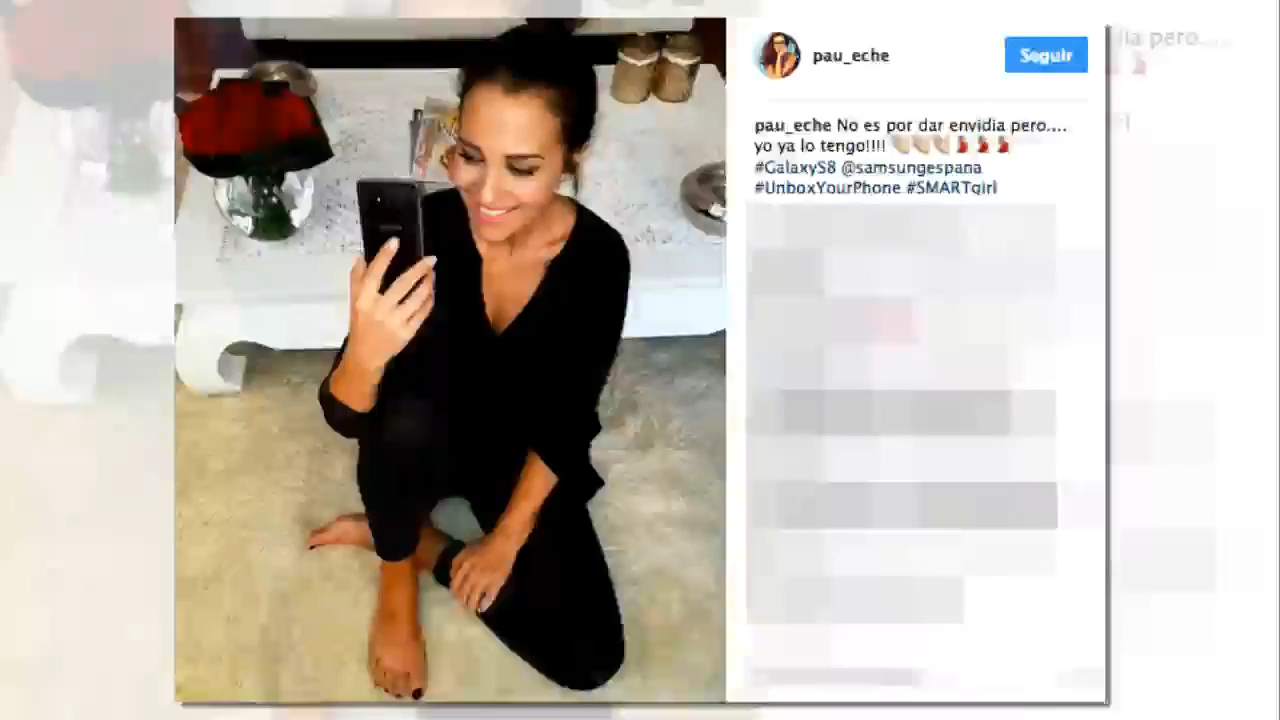 pau_eche
Seguir
pau_eche No es por dar envidia pero....
yo ya lo tengo!!!! 👏🏻👏🏻👏🏻💃💃💃
#GalaxyS8 @samsungespana
#UnboxYourPhone #SMARTgirl